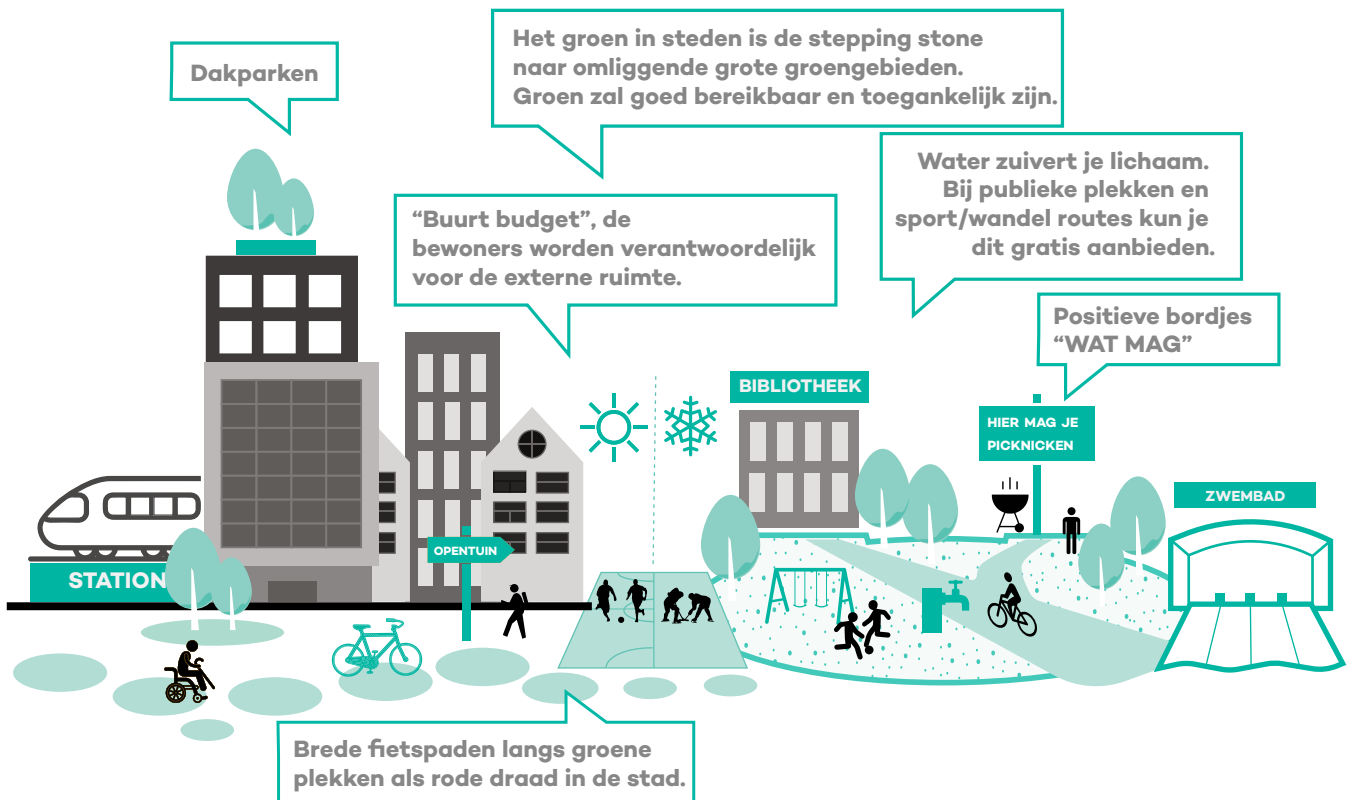 Dakparken
Het groen in steden is de stepping stone
naar omliggende grote groengebieden.
Groen zal goed bereikbaar en toegankelijk zijn.
Water zuivert je lichaam.
Bij publieke plekken en
sport/wandel routes kun je
dit gratis aanbieden.
“Buurt budget”, de
bewoners worden verantwoordelijk
voor de externe ruimte.
Positieve bordjes
“WAT MAG”
BIBLIOTHEEK
HIER MAG JE
PICKNICKEN
ZWEMBAD
OPENTUIN
STATION
Brede fietspaden langs groene
plekken als rode draad in de stad.